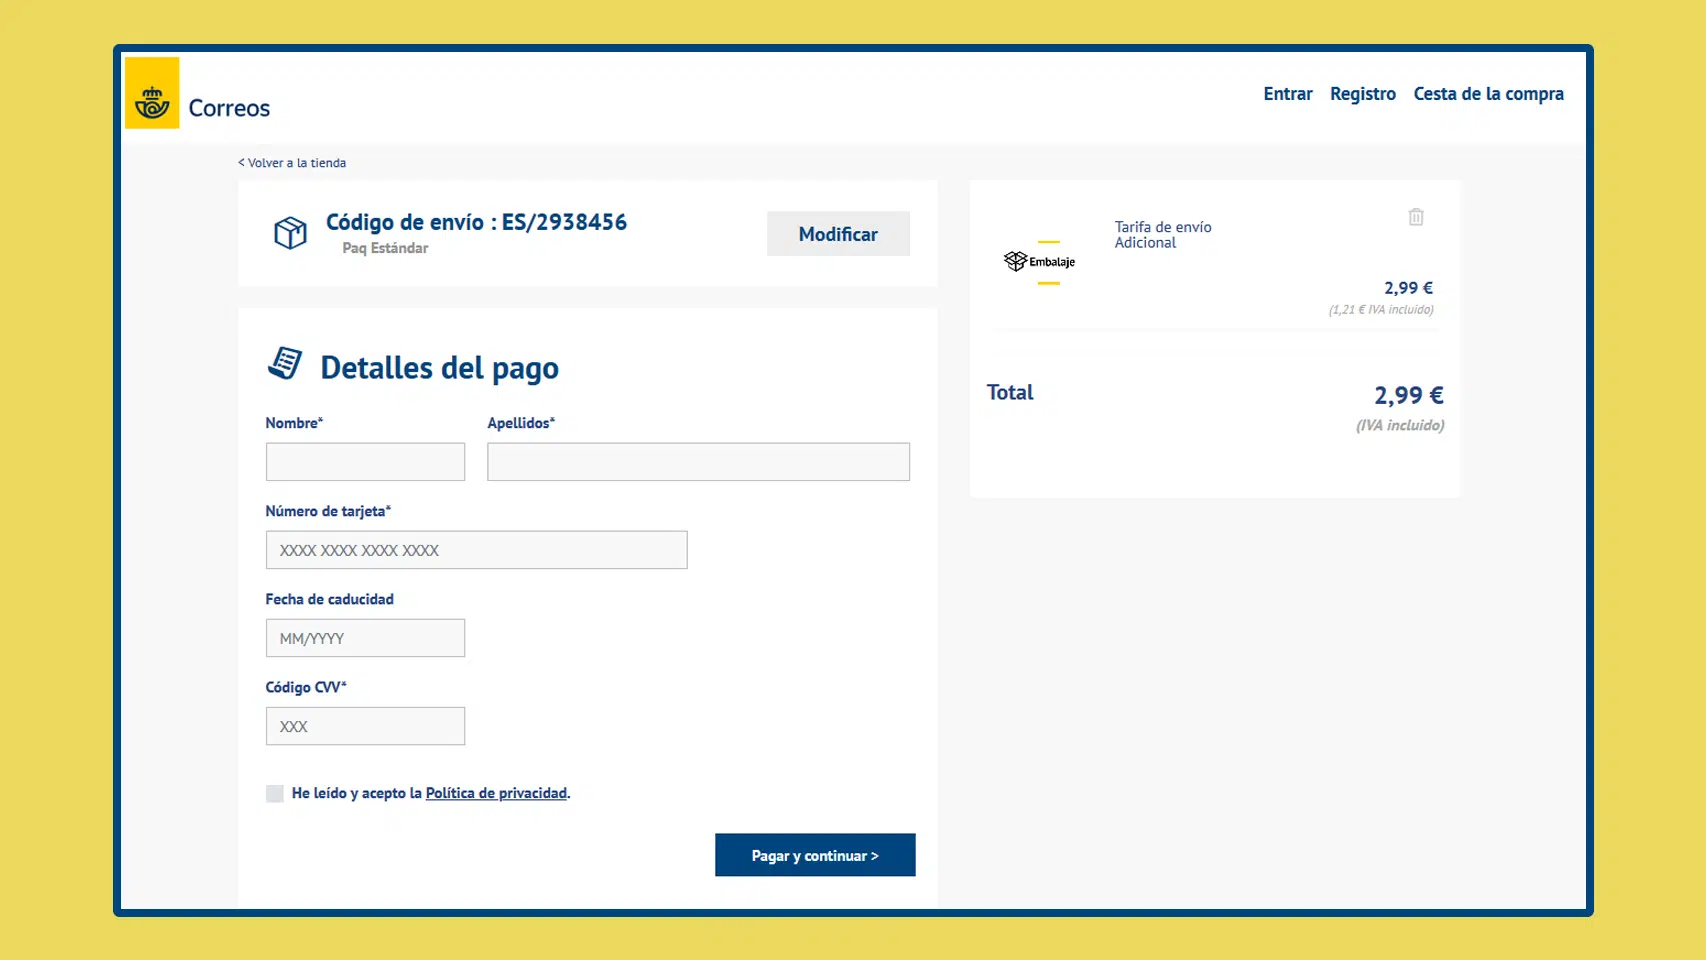 Correos
Entrar Registro Cesta de la compra
< Volver a la tienda
Código de envío : ES/2938456
Paq Estándar
Modificar
Detalles del pago
Nombre* Apellidos*
Número de tarjeta*
XXXX XXXX XXXX XXXX
Fecha de caducidad
MM/YYYY
Código CVV*
XXX
He leído y acepto la Política de privacidad.
Pagar y continuar >
Embalaje
Tarifa de envío
Adicional
2,99 €
(1,21 € IVA incluido)
Total
2,99 €
(IVA incluido)